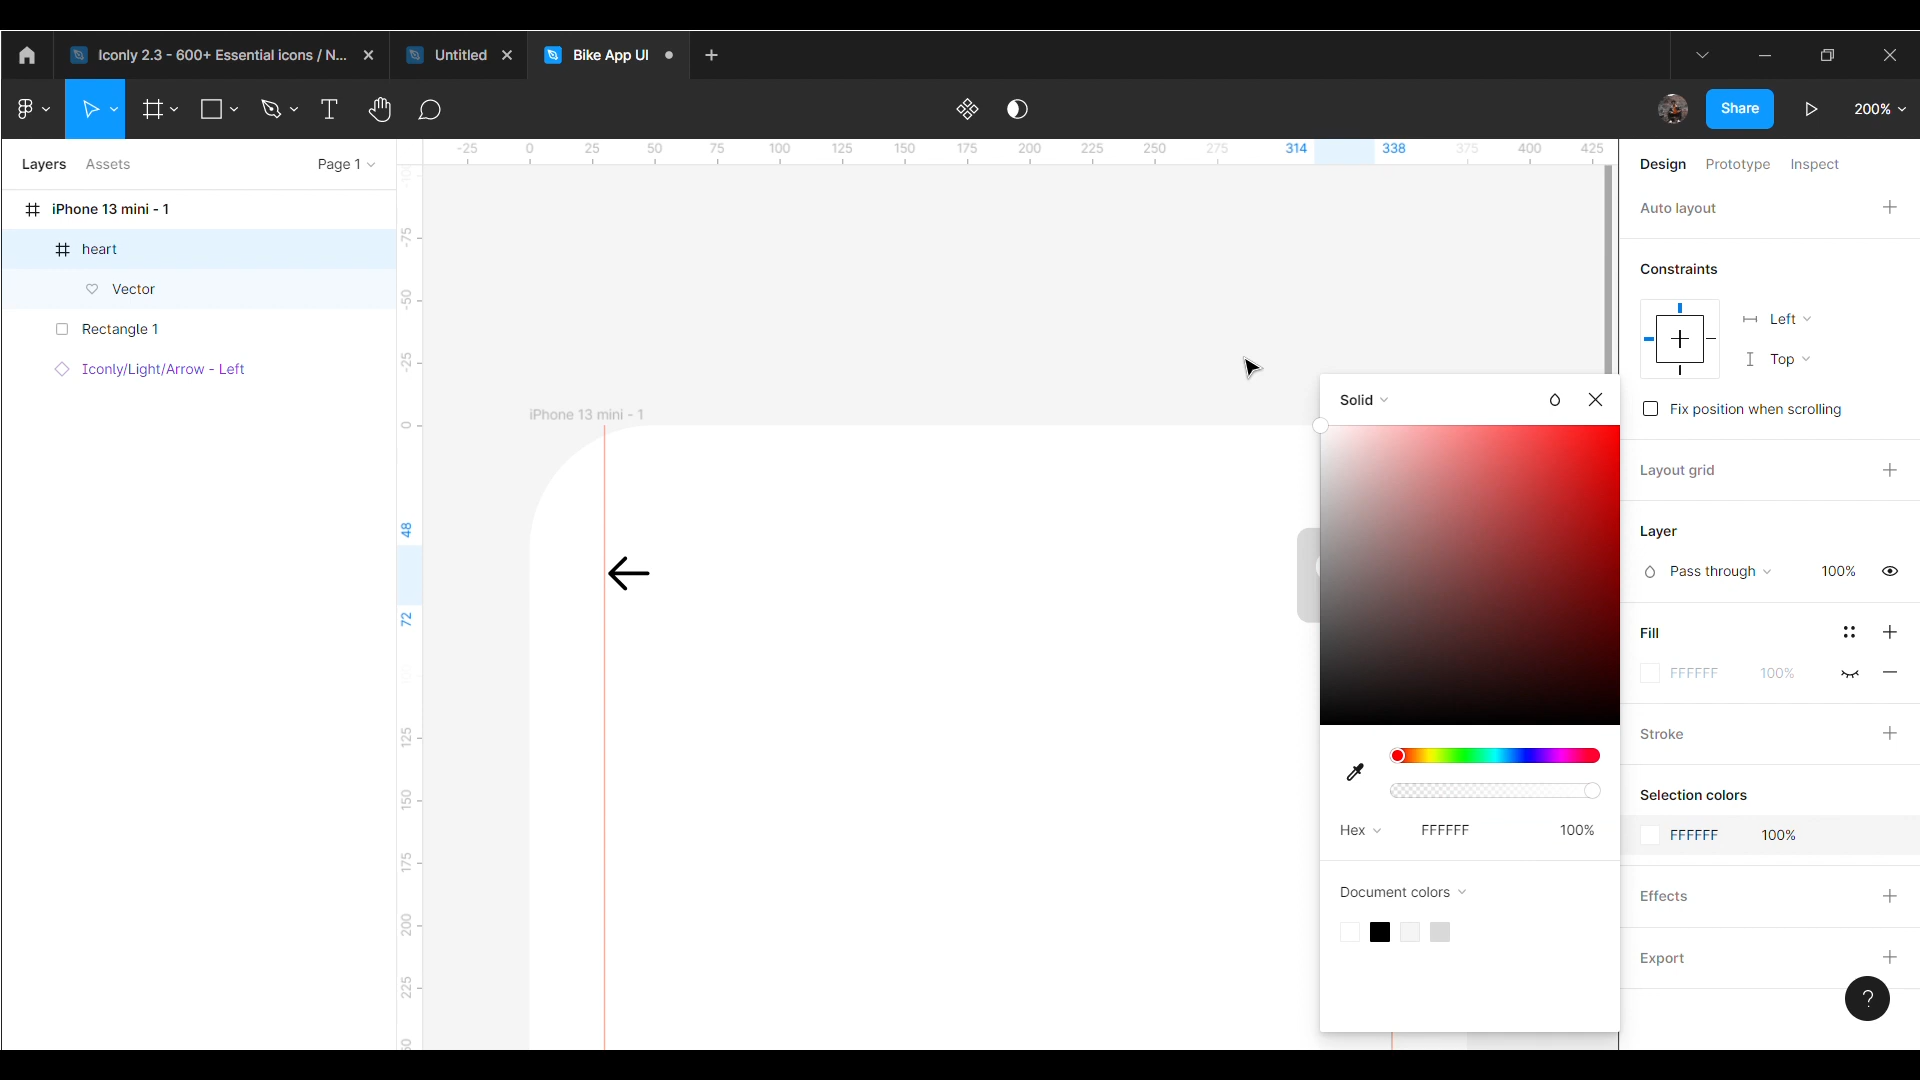 Iconly 2.3 - 600+ Essential icons / N...
Untitled
Bike App UI
Share
200%
Layers
Assets
Page 1
-25 0 25 50 75 100 125 150 175 200 225 250 275 314 338 375 400 425
Design
Prototype
Inspect
iPhone 13 mini - 1
heart
Vector
Rectangle 1
Iconly/Light/Arrow - Left
-75
-50
-25
0
48
72
125
150
175
200
225
iPhone 13 mini - 1
Solid
Hex
FFFFFF
100%
Document colors
Auto layout
Constraints
Left
Top
Fix position when scrolling
Layout grid
Layer
Pass through
100%
Fill
FFFFFF
100%
Stroke
Selection colors
FFFFFF
100%
Effects
Export
?